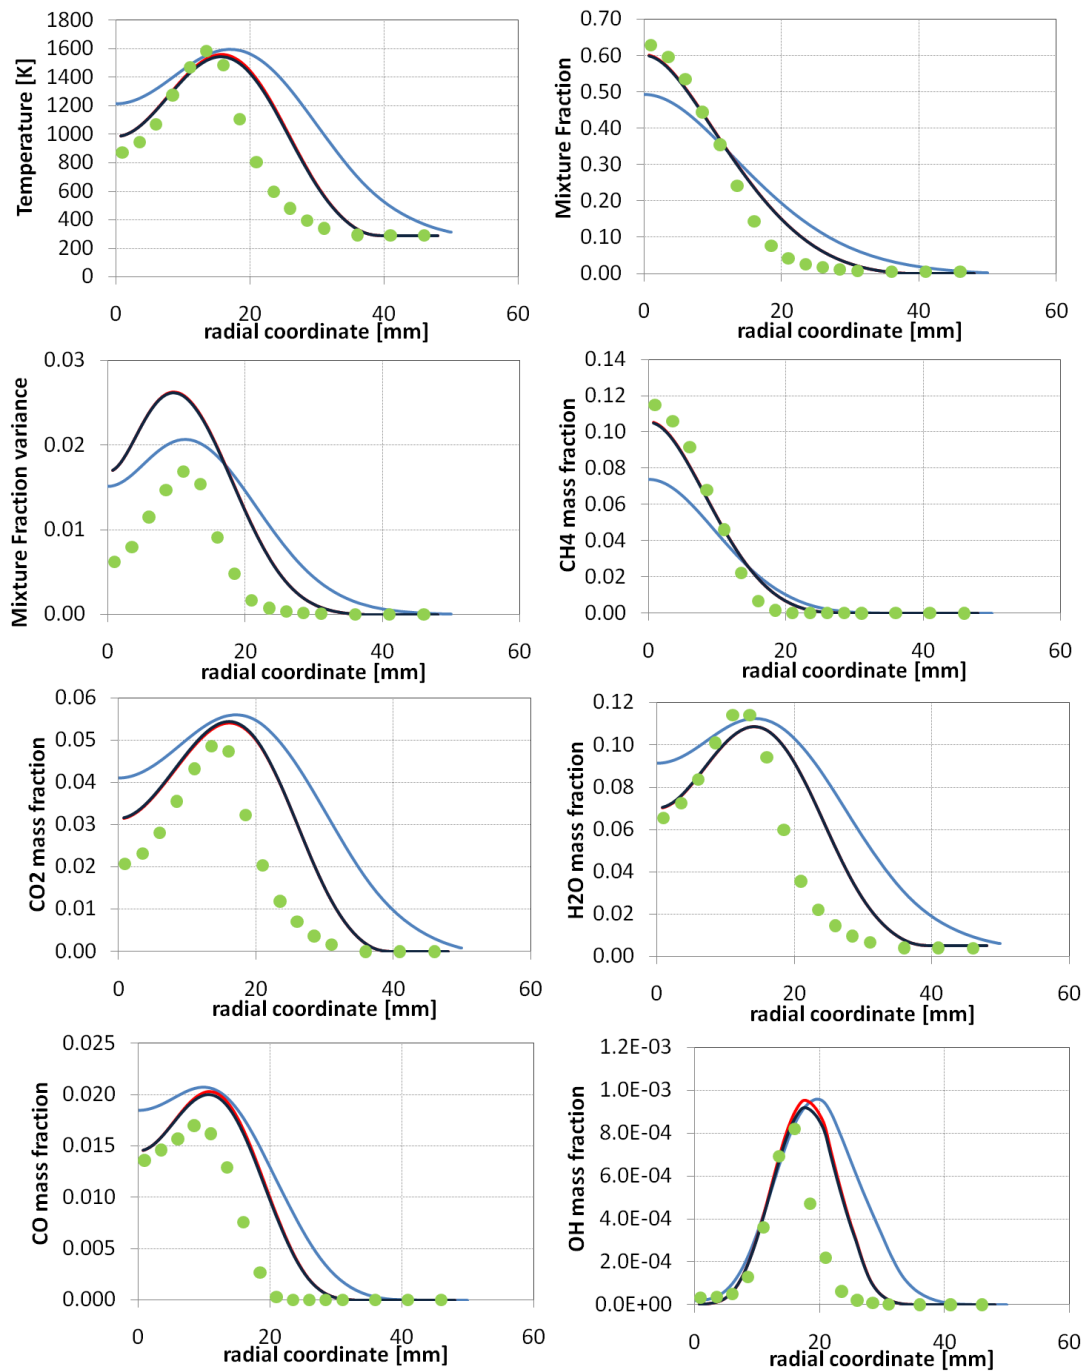 Temperature [K]
1800
1600
1400
1200
1000
800
600
400
200
0
0 20 40 60
radial coordinate [mm]
Mixture Fraction
0.70
0.60
0.50
0.40
0.30
0.20
0.10
0.00
0 20 40 60
radial coordinate [mm]
Mixture Fraction variance
0.03
0.02
0.01
0.00
0 20 40 60
radial coordinate [mm]
CH4 mass fraction
0.14
0.12
0.10
0.08
0.06
0.04
0.02
0.00
0 20 40 60
radial coordinate [mm]
CO2 mass fraction
0.06
0.05
0.04
0.03
0.02
0.01
0.00
0 20 40 60
radial coordinate [mm]
H2O mass fraction
0.12
0.10
0.08
0.06
0.04
0.02
0.00
0 20 40 60
radial coordinate [mm]
CO mass fraction
0.025
0.020
0.015
0.010
0.005
0.000
0 20 40 60
radial coordinate [mm]
OH mass fraction
1.2E-03
1.0E-03
8.0E-04
6.0E-04
4.0E-04
2.0E-04
0.0E+00
0 20 40 60
radial coordinate [mm]